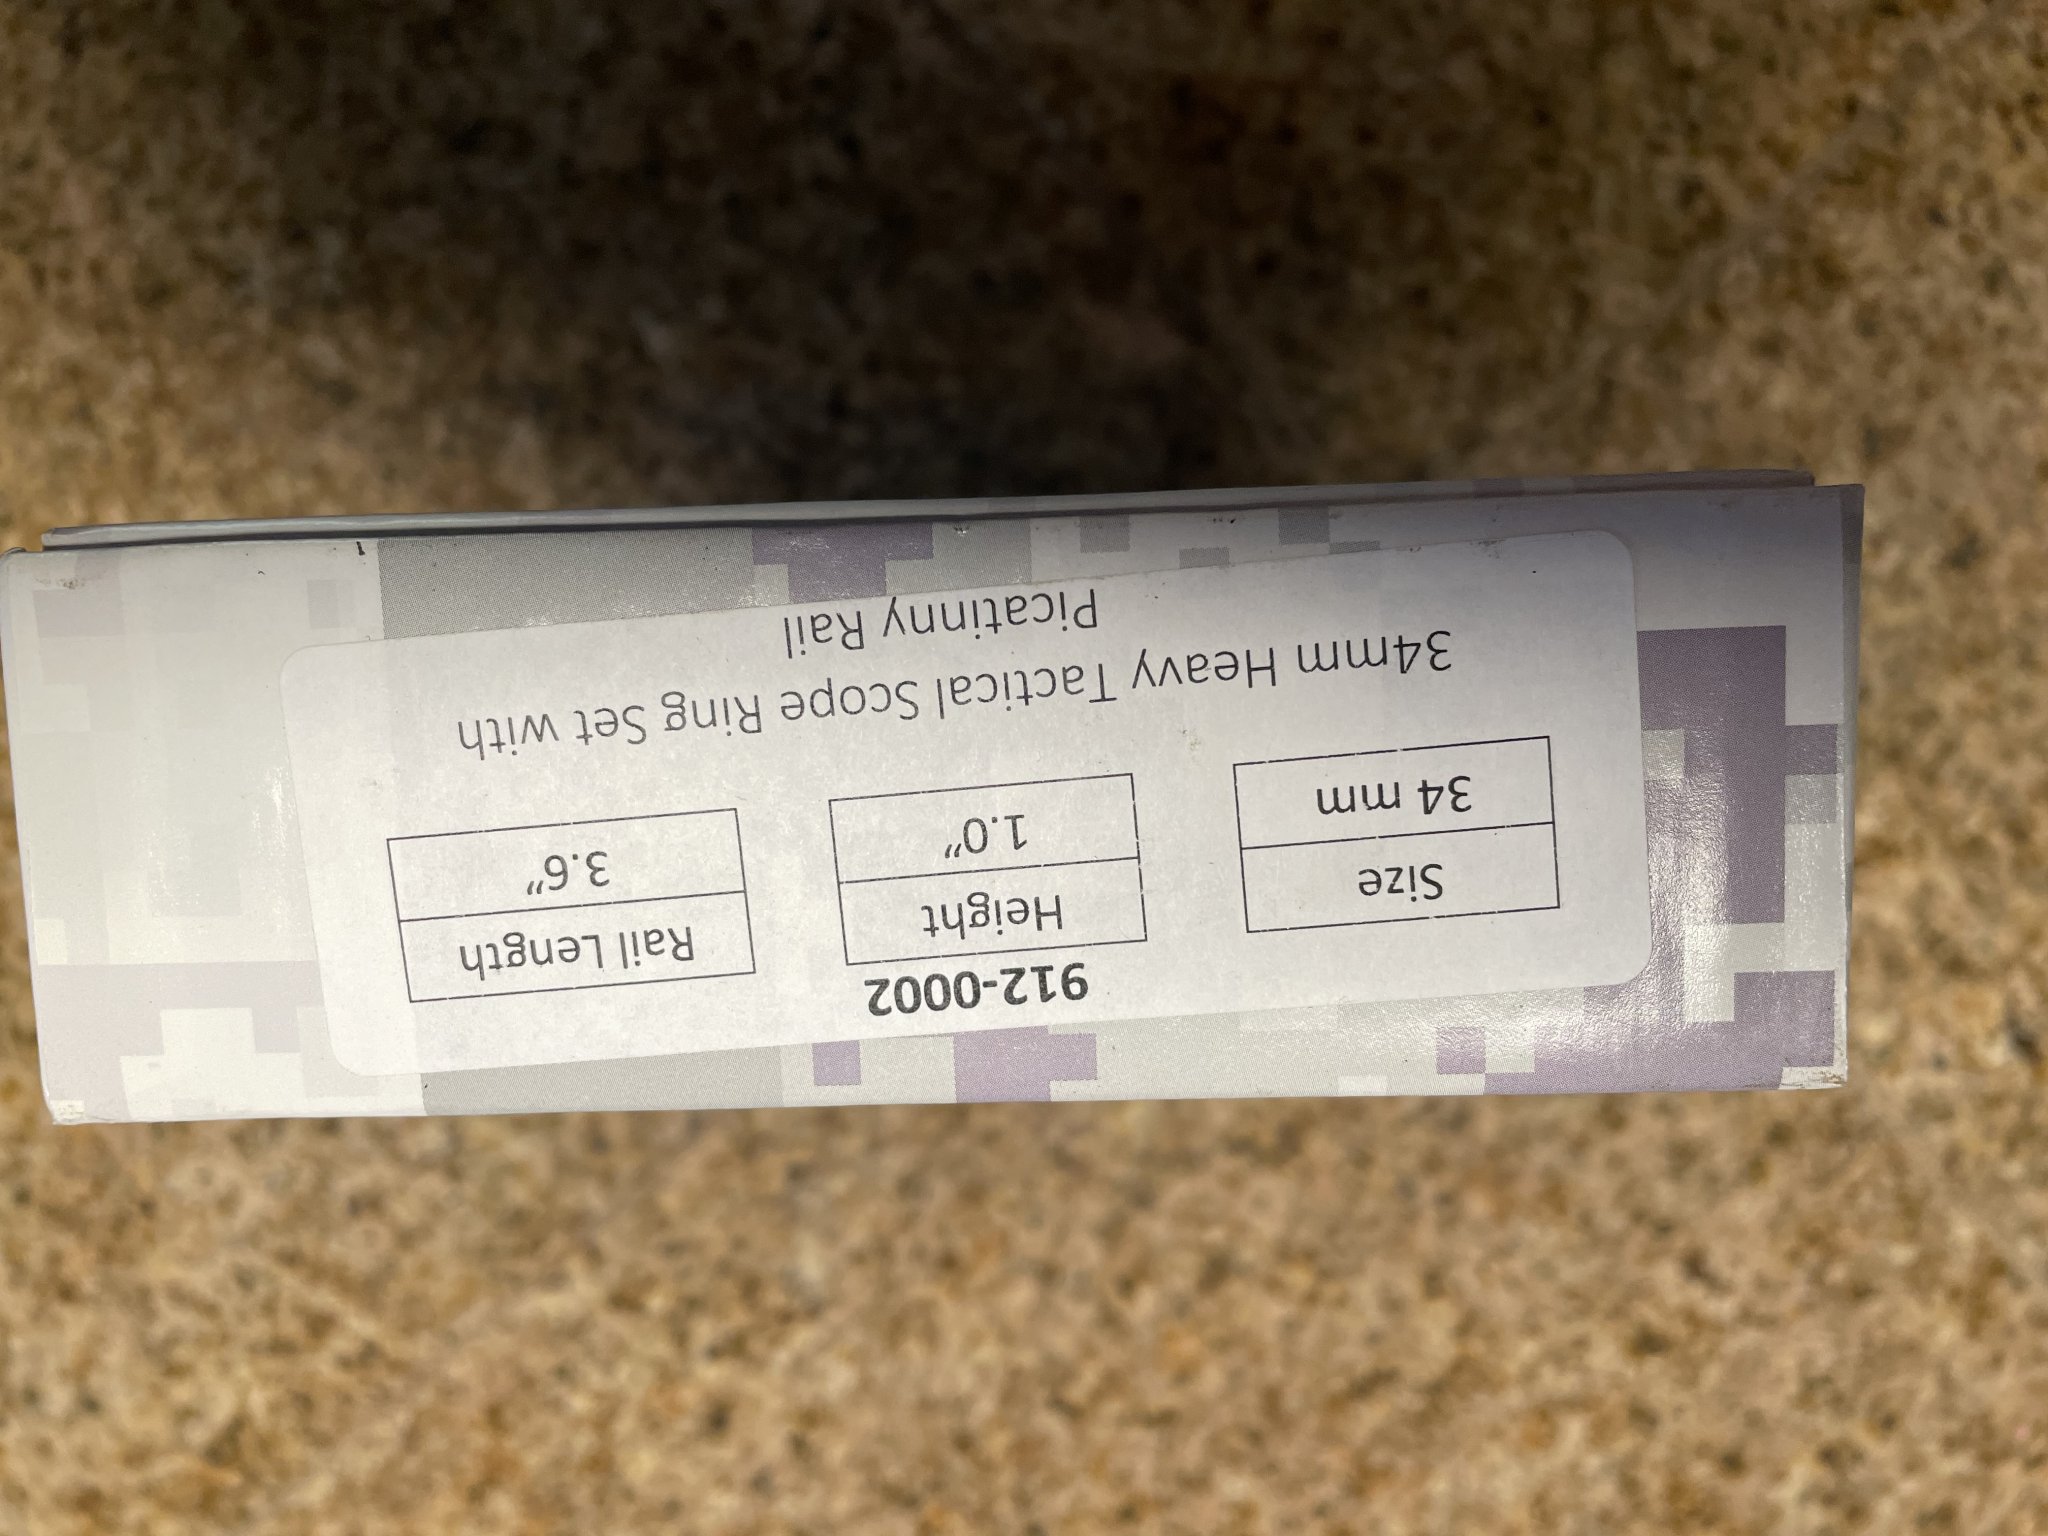 912-0002
Size Height Rail Length
34 mm 1.0" 3.6"
34mm Heavy Tactical Scope Ring Set with
Picatinny Rail